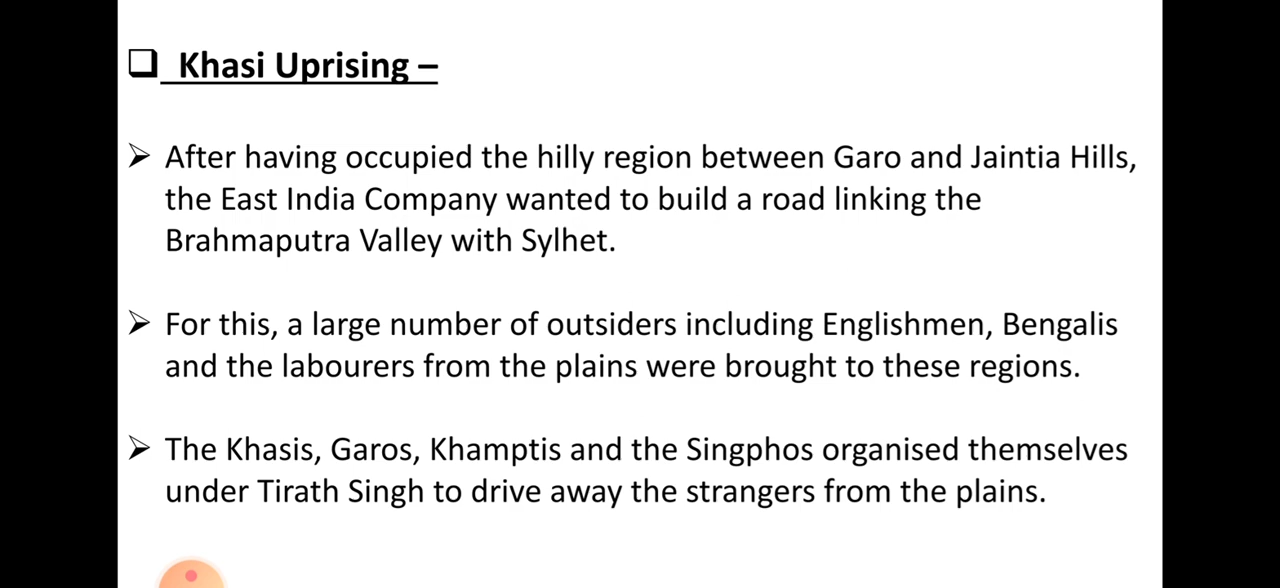 ❑ Khasi Uprising –
➢ After having occupied the hilly region between Garo and Jaintia Hills,
the East India Company wanted to build a road linking the
Brahmaputra Valley with Sylhet.
➢ For this, a large number of outsiders including Englishmen, Bengalis
and the labourers from the plains were brought to these regions.
➢ The Khasis, Garos, Khamptis and the Singphos organised themselves
under Tirath Singh to drive away the strangers from the plains.